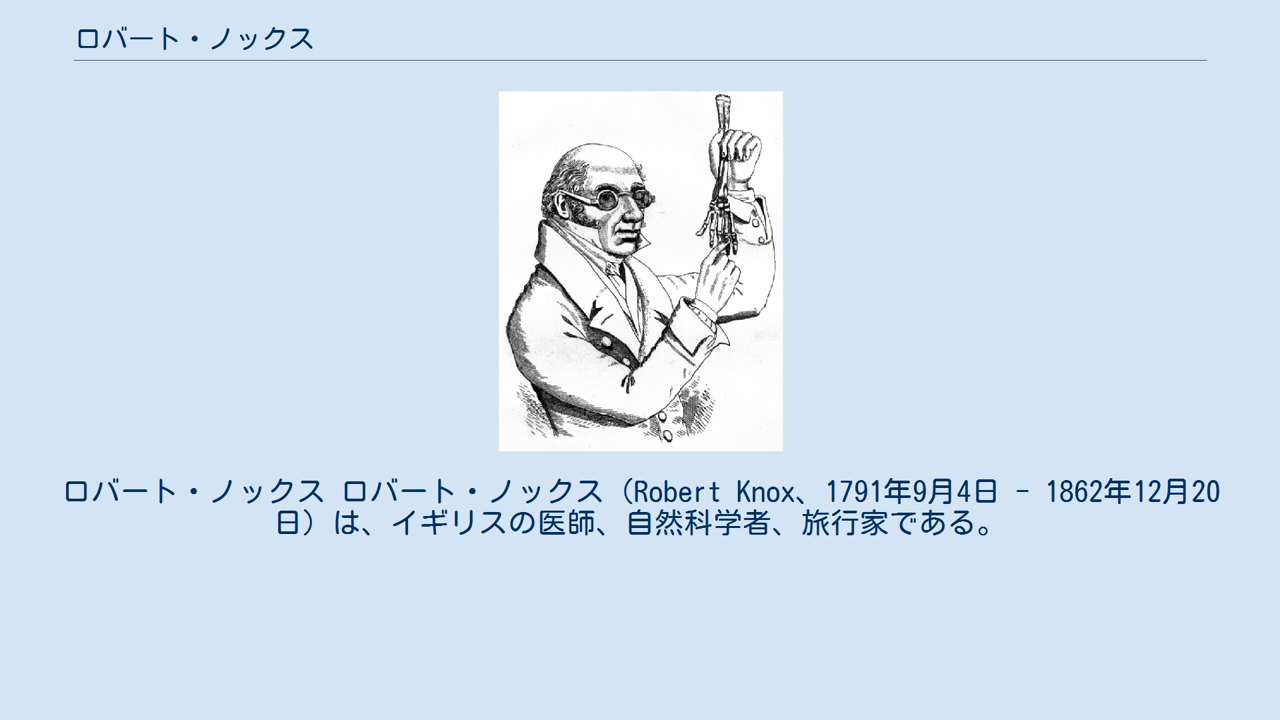 ロバート・ノックス
ロバート・ノックス ロバート・ノックス（Robert Knox、1791年9月4日 - 1862年12月20
日）は、イギリスの医師、自然科学者、旅行家である。